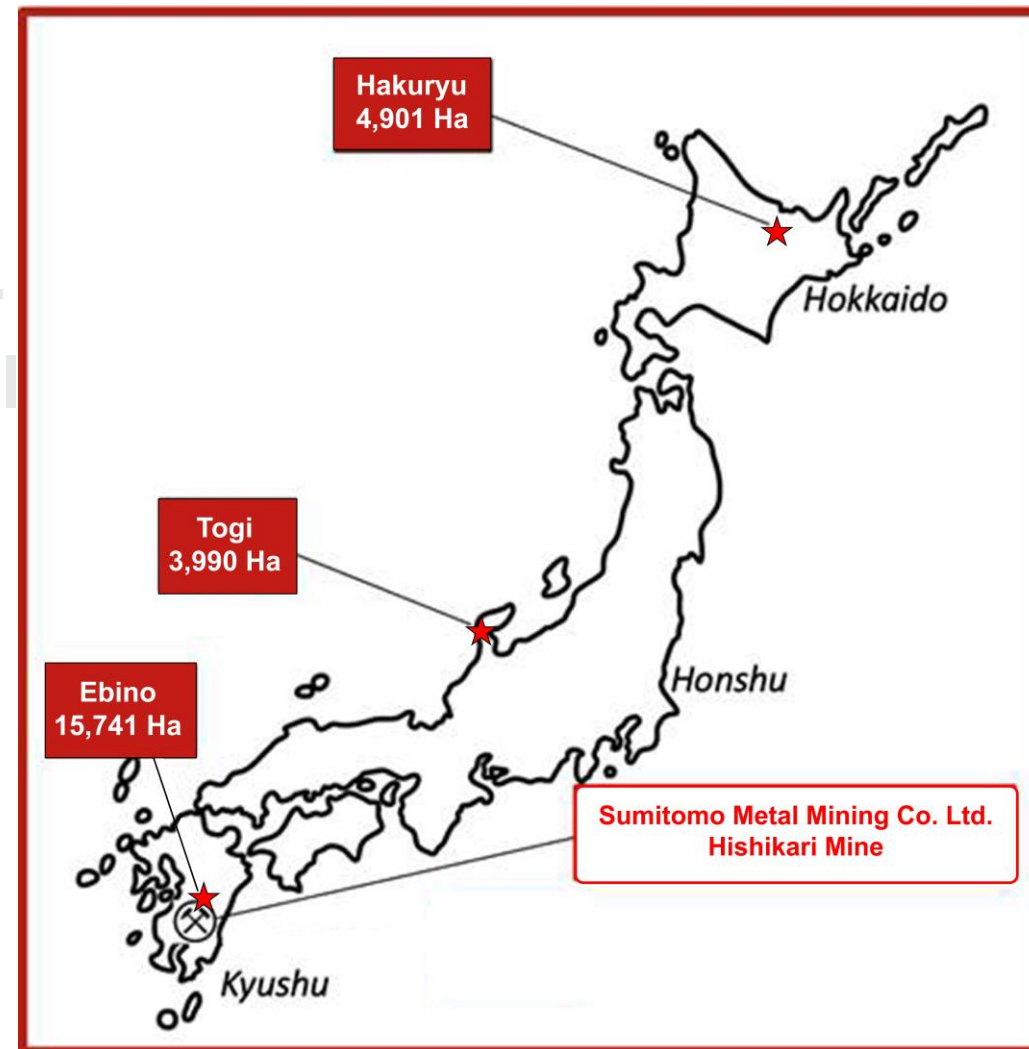 Hakuryu
4,901 Ha
Hokkaido
Togi
3,990 Ha
Honshu
Ebino
15,741 Ha
Sumitomo Metal Mining Co. Ltd.
Hishikari Mine
Kyushu